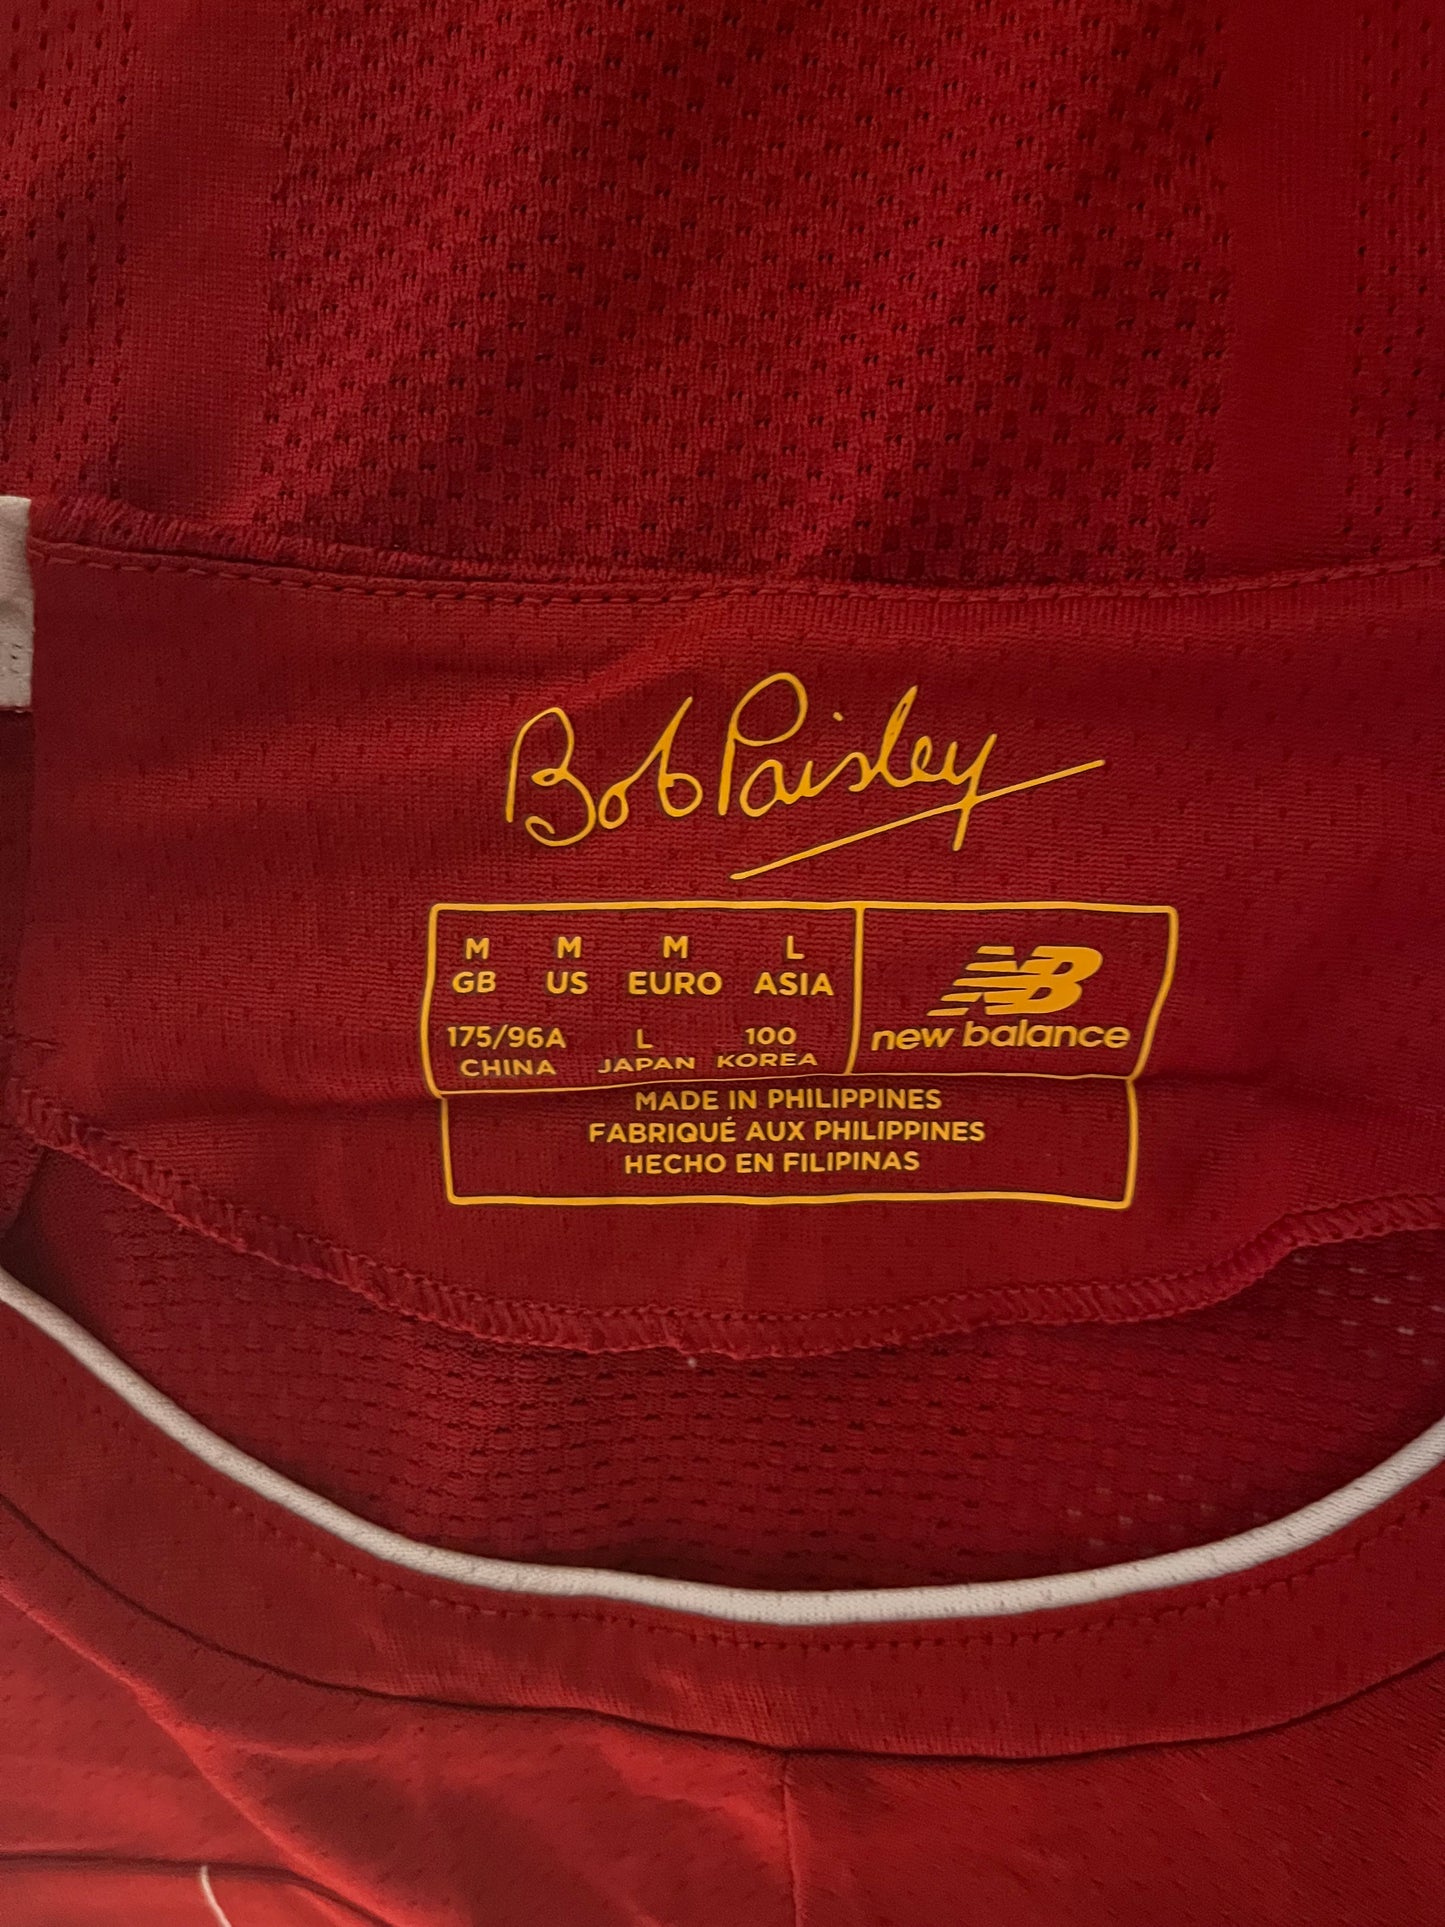 Bob Paisley
M M M L
GB US EURO ASIA
175/96A L 100
CHINA JAPAN KOREA
NB
new balance
MADE IN PHILIPPINES
FABRIQUÉ AUX PHILIPPINES
HECHO EN FILIPINAS